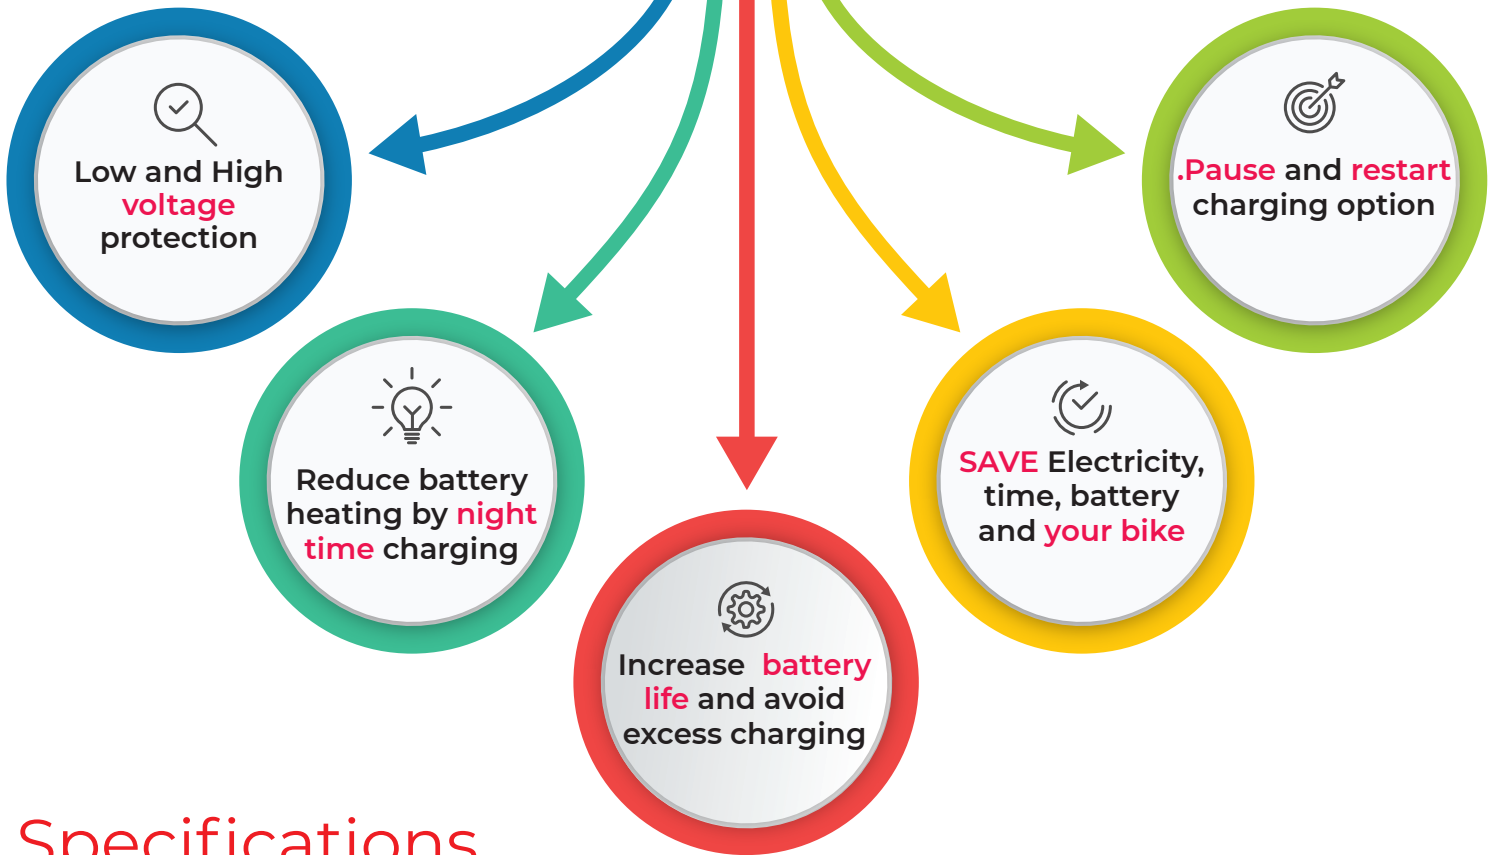 Low and High
voltage
protection
.Pause and restart
charging option
Reduce battery
heating by night
time charging
SAVE Electricity,
time, battery
and your bike
Increase  battery
life and avoid
excess charging
Specifications